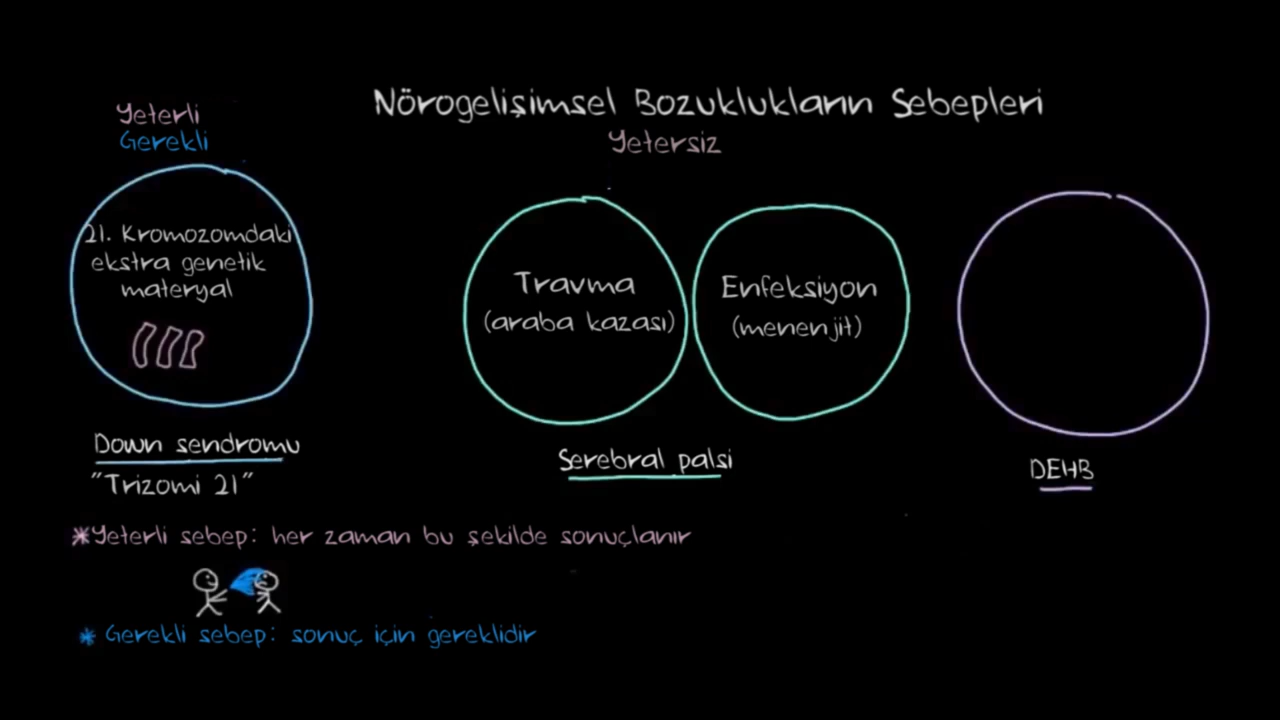 Nörogelişimsel Bozuklukların Sebepleri
Yeterli
Gerekli
Yetersiz
21. Kromozomdaki
ekstra genetik
materyal
Travma
(araba kazası)
Enfeksiyon
(menenjit)
Down sendromu
"Trizomi 21"
Serebral palsi
DEHB
*Yeterli sebep: her zaman bu şekilde sonuçlanır
* Gerekli sebep: sonuç için gereklidir